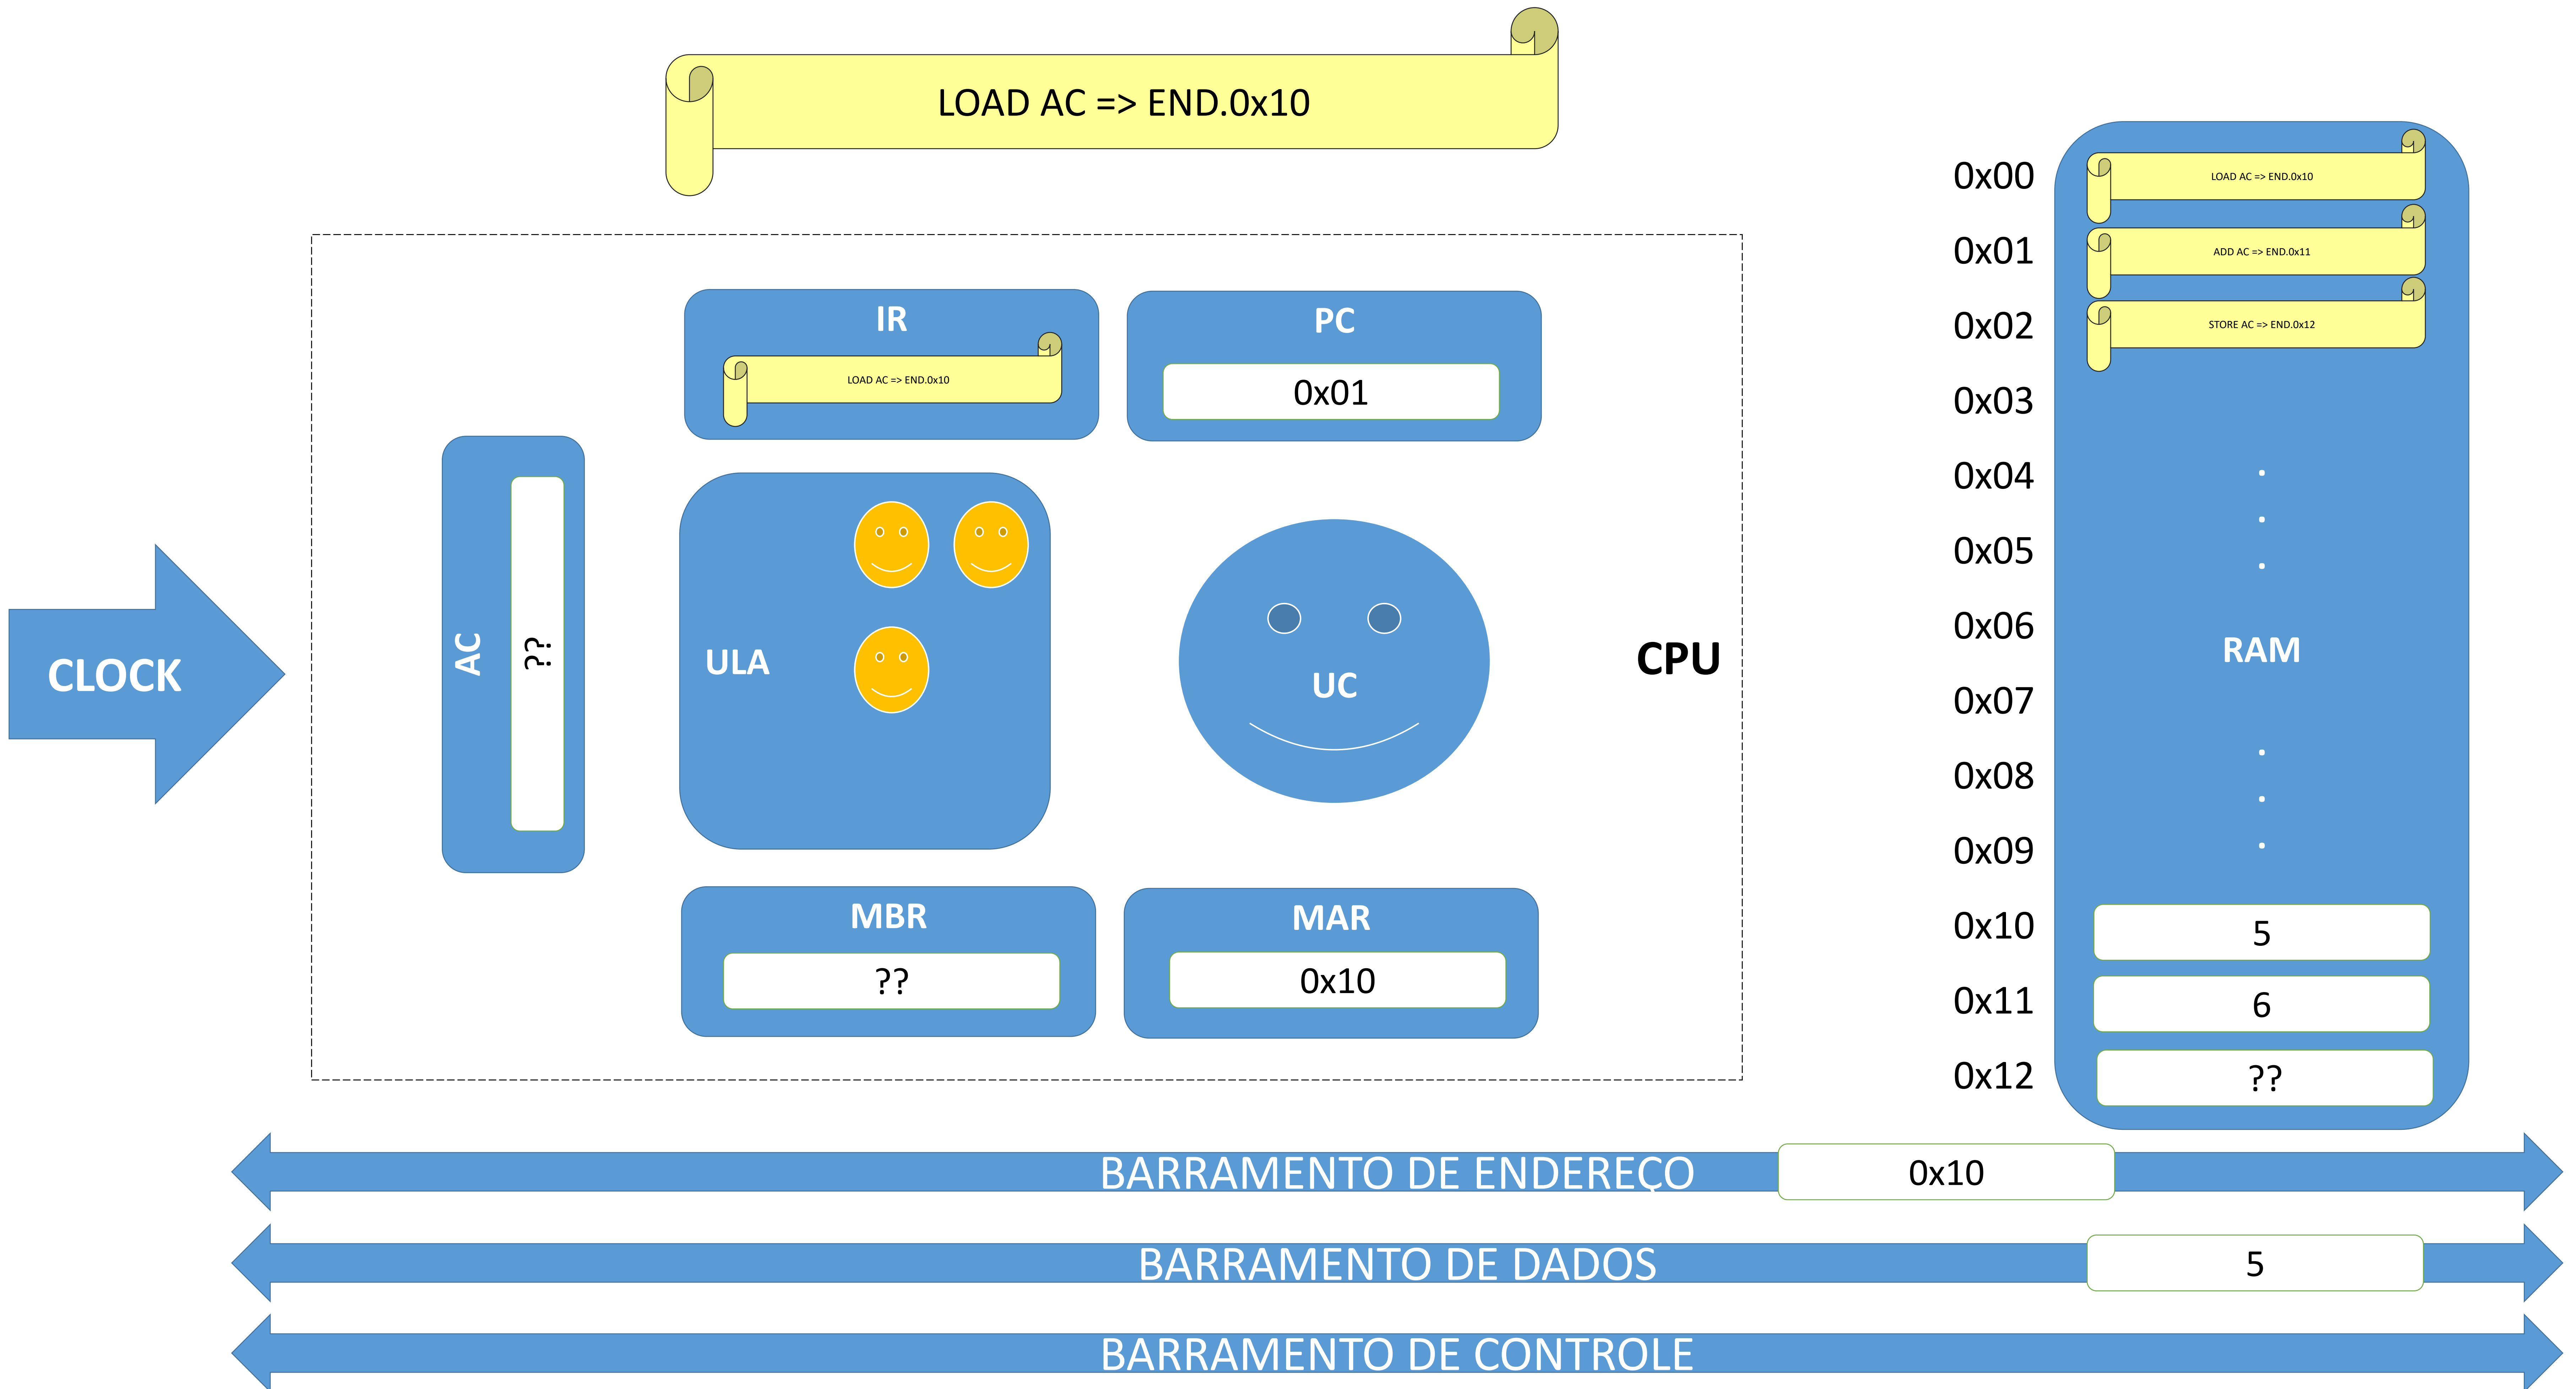 LOAD AC => END.0x10
0x00
LOAD AC => END.0x10
0x01
ADD AC => END.0x11
0x02
STORE AC => END.0x12
0x03
0x04
0x05
0x06
0x07
0x08
0x09
0x10
5
0x11
6
0x12
??
RAM
IR
LOAD AC => END.0x10
PC
0x01
CLOCK
AC
??
ULA
UC
CPU
MBR
??
MAR
0x10
BARRAMENTO DE ENDEREÇO
0x10
BARRAMENTO DE DADOS
5
BARRAMENTO DE CONTROLE